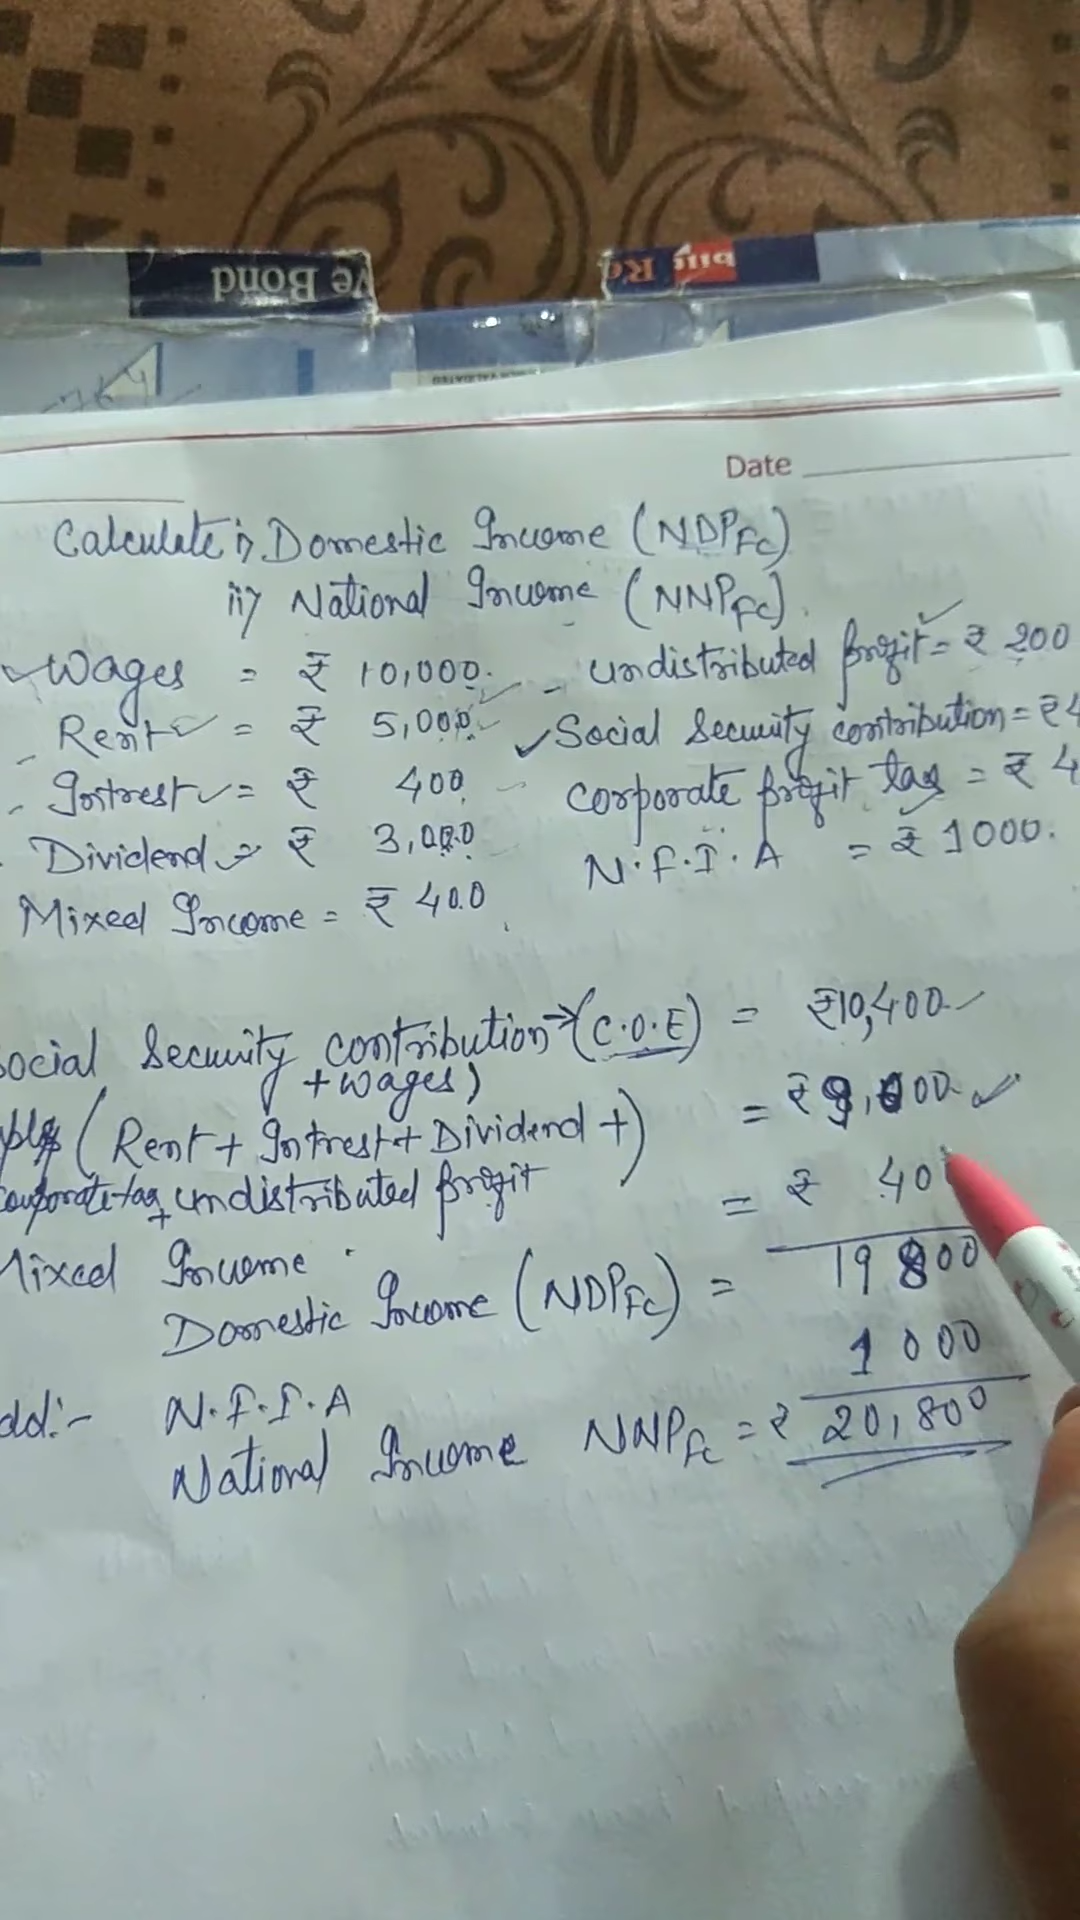 ve Bond
Date
Calculate i) Domestic Income (NDPFC)
ii) National Income (NNPFC).
Wages = ₹ 10,000.
Rent = ₹ 5,000
Intrest = ₹ 400
Dividend = ₹ 3,000
Mixed Income = ₹ 400
undistributed profit = ₹ 200
Social Security contribution = ₹ 4
corporate profit tax = ₹ 4
N.F.I.A = ₹ 1000.
ocial Security contribution → (C.O.E) = ₹10,400
+ wages)
(Rent + Intrest + Dividend +) = ₹ 9,000
tax + undistributed profit
ixed Income = ₹ 40
Domestic Income (NDPFC) = 19800
dd:- N.F.I.A 1000
National Income NNPFC = ₹ 20,800